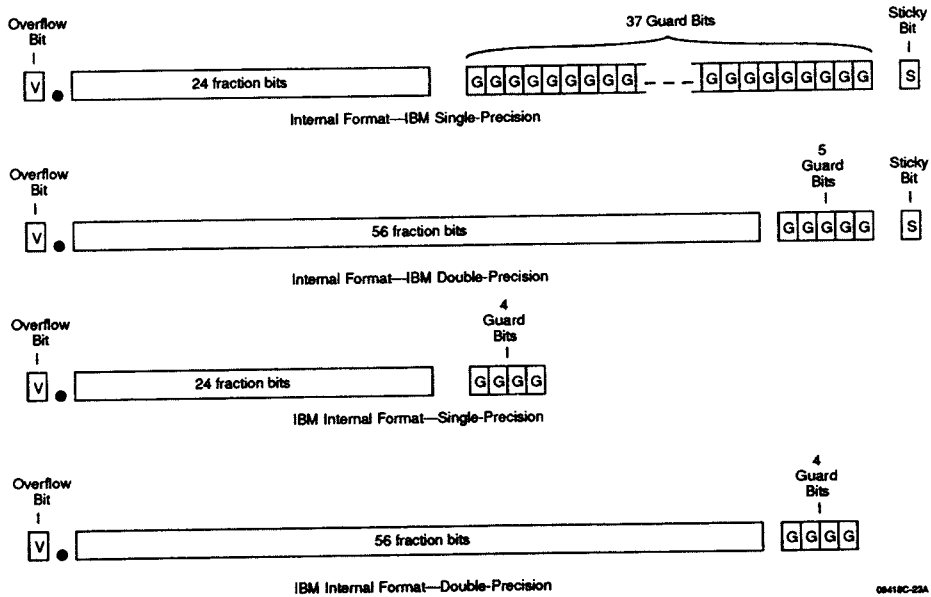 Overflow
Bit
37 Guard Bits
Sticky
Bit
V
24 fraction bits
G G G G G G G G G
G G G G G G G G G
S
Internal Format—IBM Single-Precision
Overflow
Bit
5
Guard
Bits
Sticky
Bit
V
56 fraction bits
G G G G G
S
Internal Format—IBM Double-Precision
Overflow
Bit
4
Guard
Bits
V
24 fraction bits
G G G G
IBM Internal Format—Single-Precision
Overflow
Bit
4
Guard
Bits
V
56 fraction bits
G G G G
IBM Internal Format—Double-Precision
08418C-23A